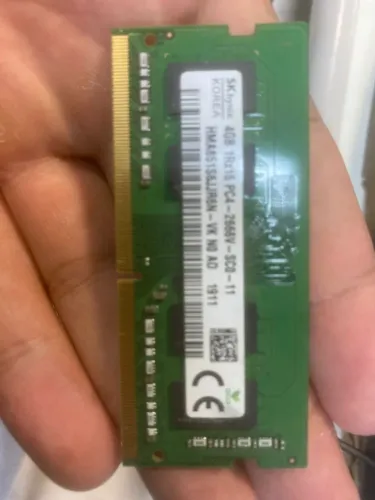 SK hynix
KOREA
4GB 1Rx16 PC4-2666V-SC0-11
HMA851S6JJR6N-VK N0 AD 1911
CE